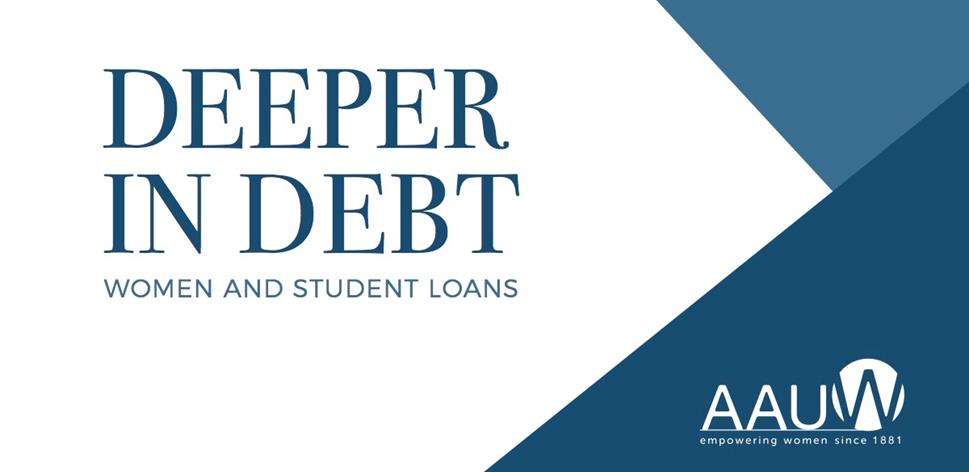 DEEPER
IN DEBT
WOMEN AND STUDENT LOANS
AAUW
empowering women since 1881